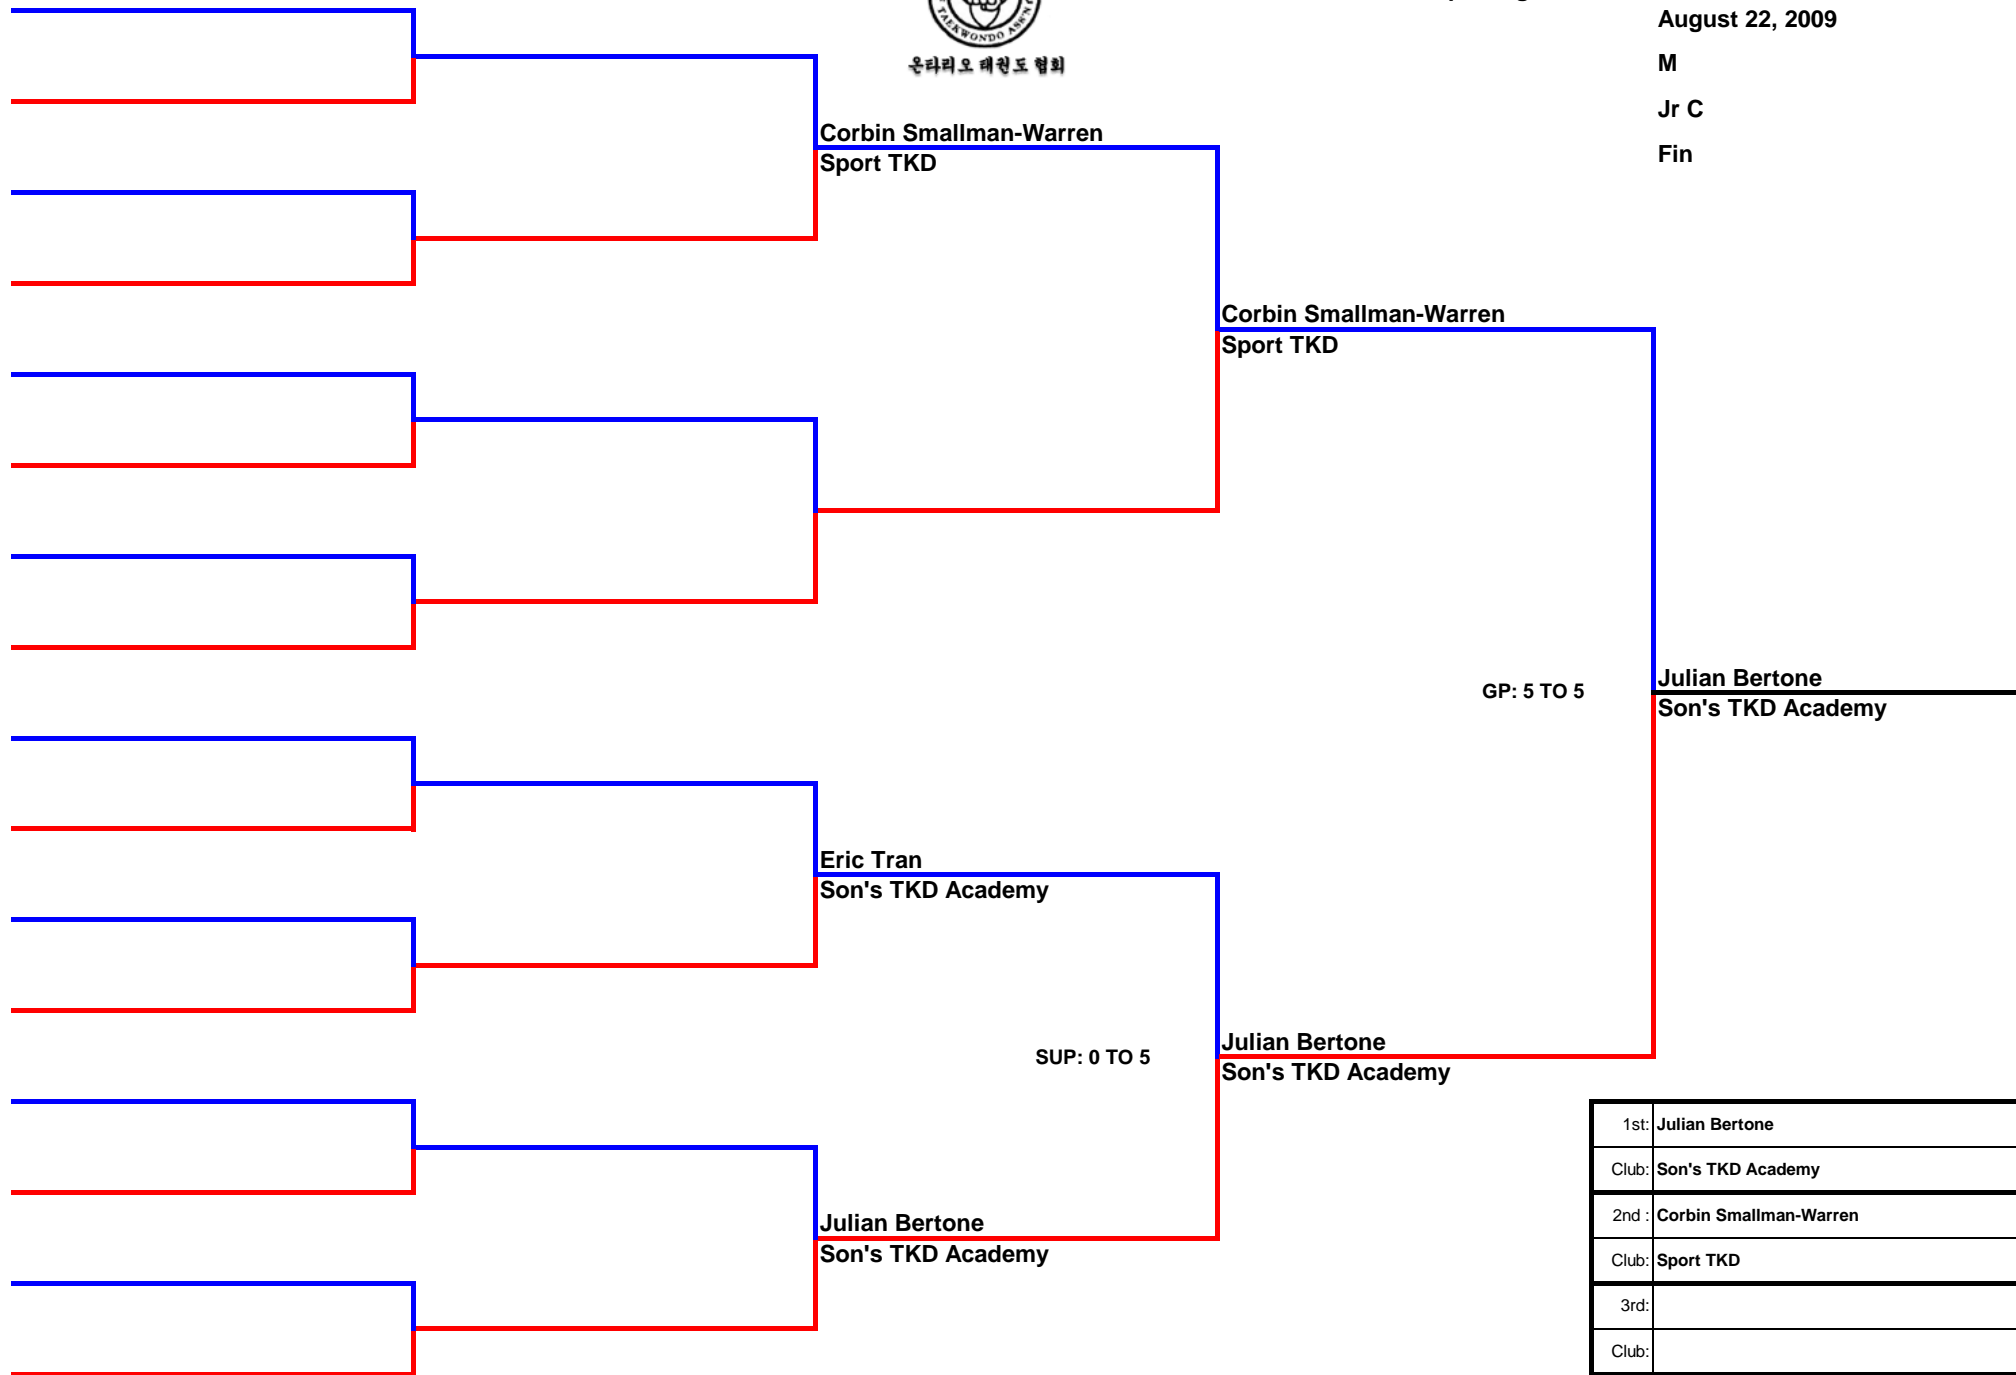 TAEKWONDO ASS'N
온타리오 태권도 협회
August 22, 2009
M
Jr C
Fin
Corbin Smallman-Warren
Sport TKD
Corbin Smallman-Warren
Sport TKD
GP: 5 TO 5
Julian Bertone
Son's TKD Academy
Eric Tran
Son's TKD Academy
SUP: 0 TO 5
Julian Bertone
Son's TKD Academy
Julian Bertone
Son's TKD Academy
1st: Julian Bertone
Club: Son's TKD Academy
2nd : Corbin Smallman-Warren
Club: Sport TKD
3rd:
Club: